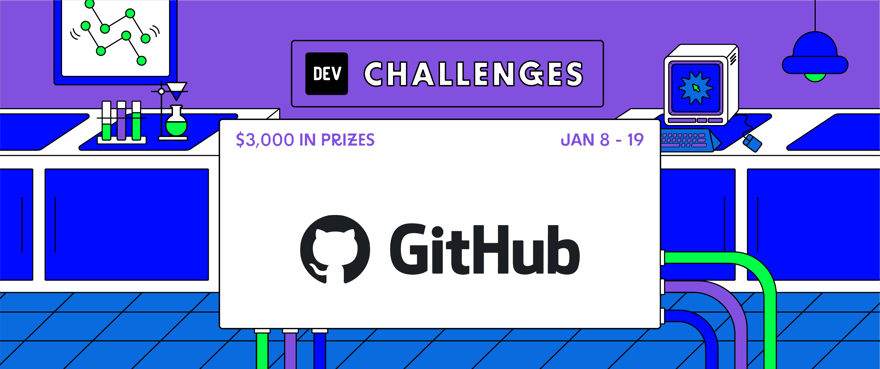 DEV CHALLENGES
$3,000 IN PRIZES
JAN 8 - 19
GitHub